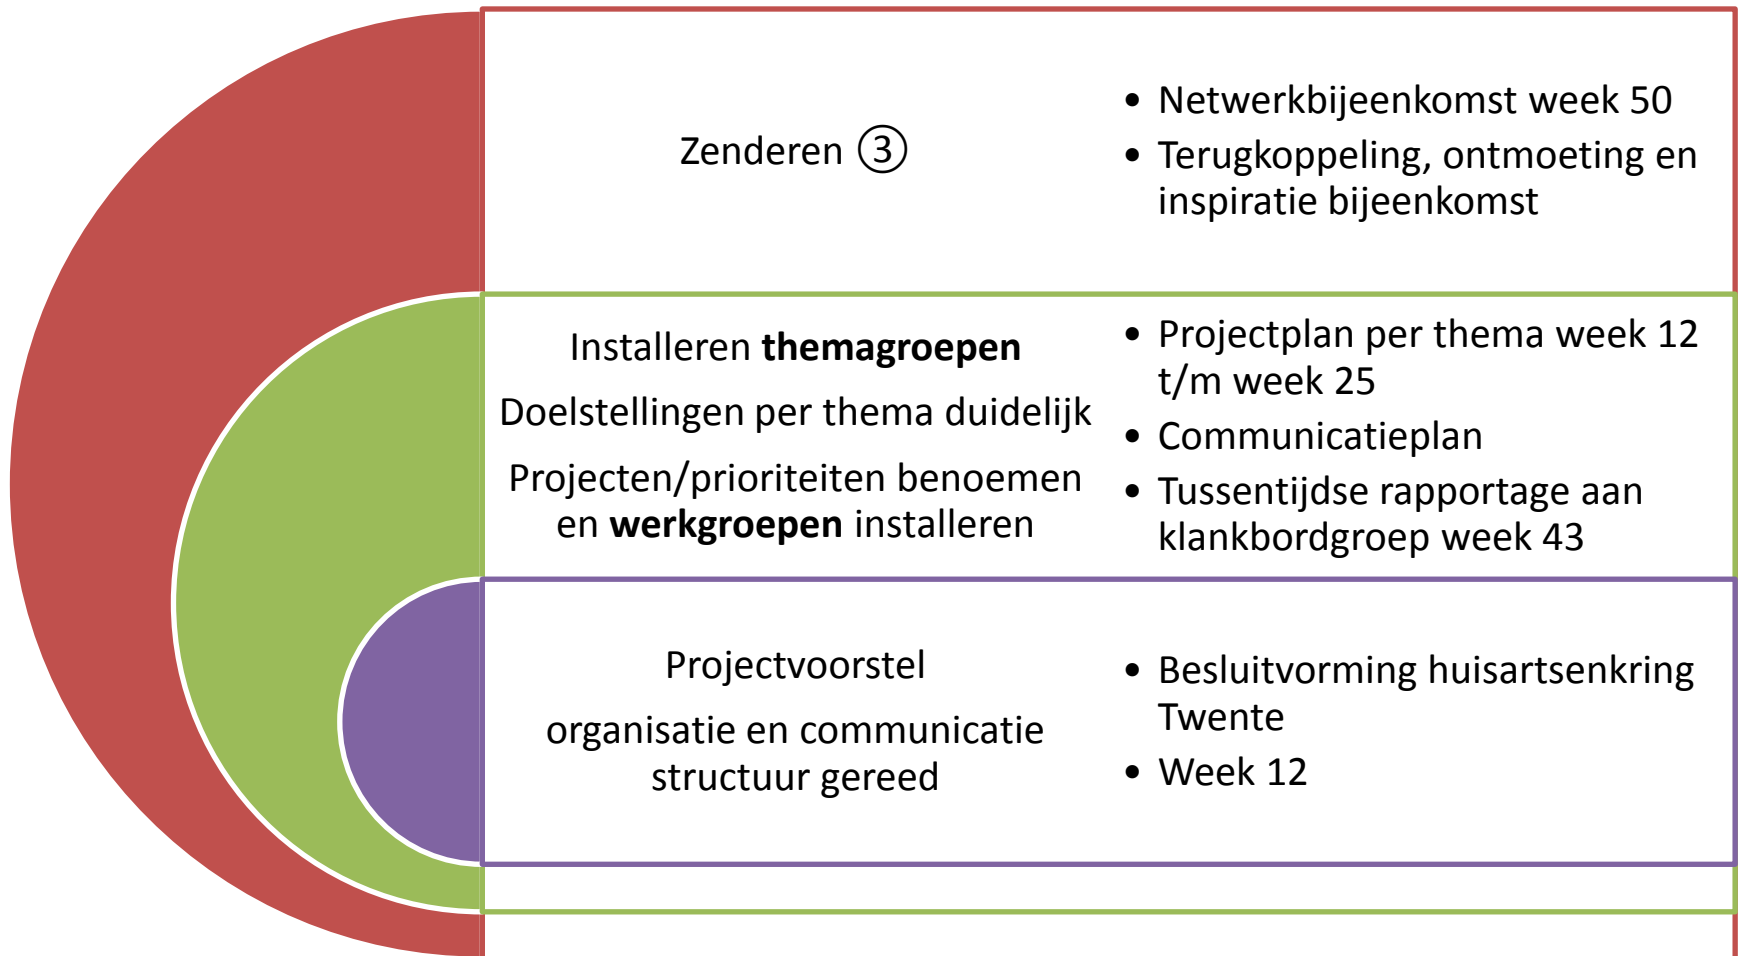 Zenderen ③
• Netwerkbijeenkomst week 50
• Terugkoppeling, ontmoeting en
inspiratie bijeenkomst
Installeren themagroepen
Doelstellingen per thema duidelijk
Projecten/prioriteiten benoemen
en werkgroepen installeren
• Projectplan per thema week 12
t/m week 25
• Communicatieplan
• Tussentijdse rapportage aan
klankbordgroep week 43
Projectvoorstel
organisatie en communicatie
structuur gereed
• Besluitvorming huisartsenkring
Twente
• Week 12